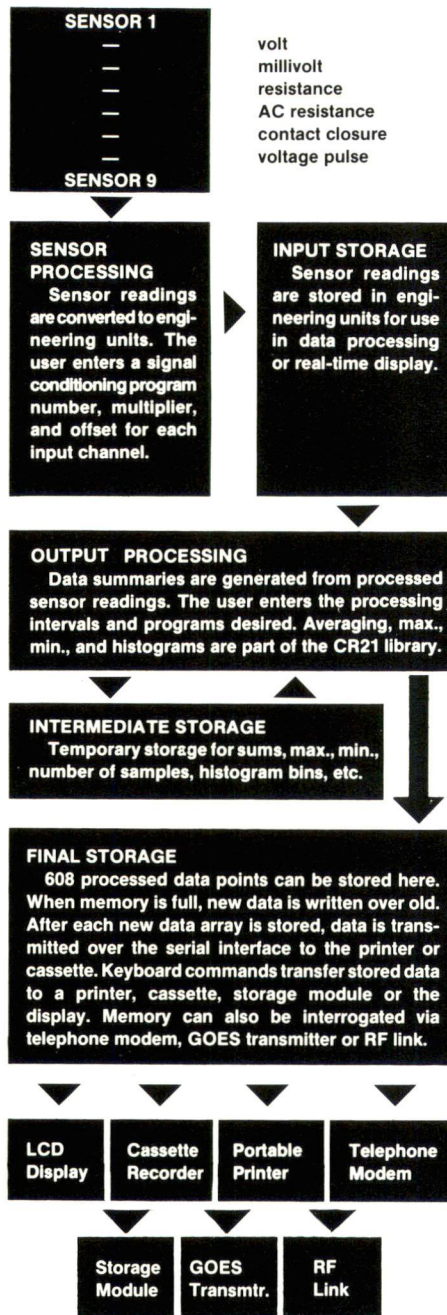 SENSOR 1
—
—
—
—
—
—
SENSOR 9
volt
millivolt
resistance
AC resistance
contact closure
voltage pulse
SENSOR
PROCESSING
Sensor readings
are converted to engi-
neering units. The
user enters a signal
conditioning program
number, multiplier,
and offset for each
input channel.
INPUT STORAGE
Sensor readings
are stored in engi-
neering units for use
in data processing
or real-time display.
OUTPUT PROCESSING
Data summaries are generated from processed
sensor readings. The user enters the processing
intervals and programs desired. Averaging, max.,
min., and histograms are part of the CR21 library.
INTERMEDIATE STORAGE
Temporary storage for sums, max., min.,
number of samples, histogram bins, etc.
FINAL STORAGE
608 processed data points can be stored here.
When memory is full, new data is written over old.
After each new data array is stored, data is trans-
mitted over the serial interface to the printer or
cassette. Keyboard commands transfer stored data
to a printer, cassette, storage module or the
display. Memory can also be interrogated via
telephone modem, GOES transmitter or RF link.
LCD
Display
Cassette
Recorder
Portable
Printer
Telephone
Modem
Storage
Module
GOES
Transmtr.
RF
Link